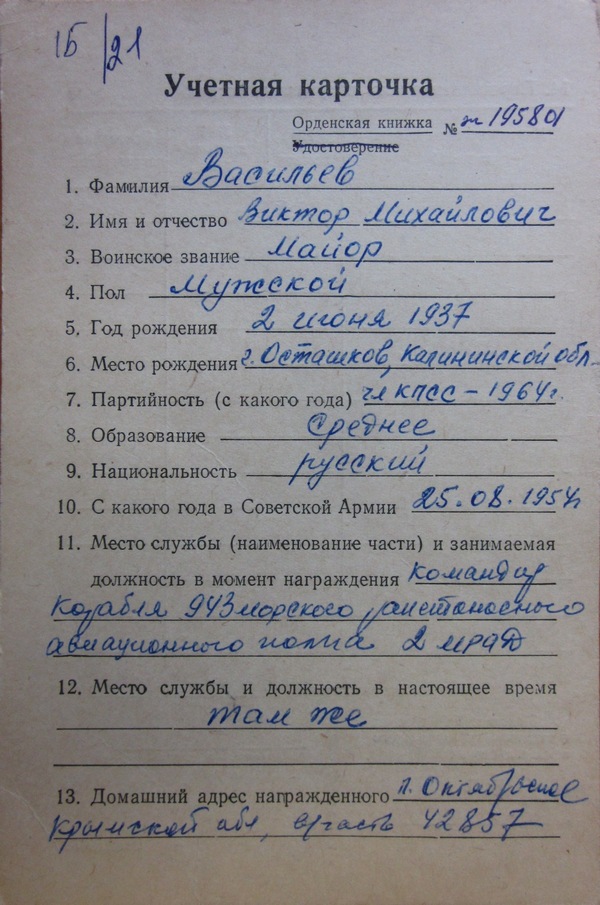 1Б/21
Учетная карточка
Орденская книжка № ж 195801
Удостоверение
1. Фамилия Васильев
2. Имя и отчество Виктор Михайлович
3. Воинское звание Майор
4. Пол Мужской
5. Год рождения 2 июня 1937
6. Место рождения г. Осташков, Калининской обл.
7. Партийность (с какого года) чл КПСС – 1964г.
8. Образование Среднее
9. Национальность русский
10. С какого года в Советской Армии 25.08.1954
11. Место службы (наименование части) и занимаемая
должность в момент награждения командир
корабля 943 морского ракетоносного
авиационного полка 2 мрад
12. Место службы и должность в настоящее время
там же
13. Домашний адрес награжденного п. Октябрьское
Крымской обл, в/часть 42857